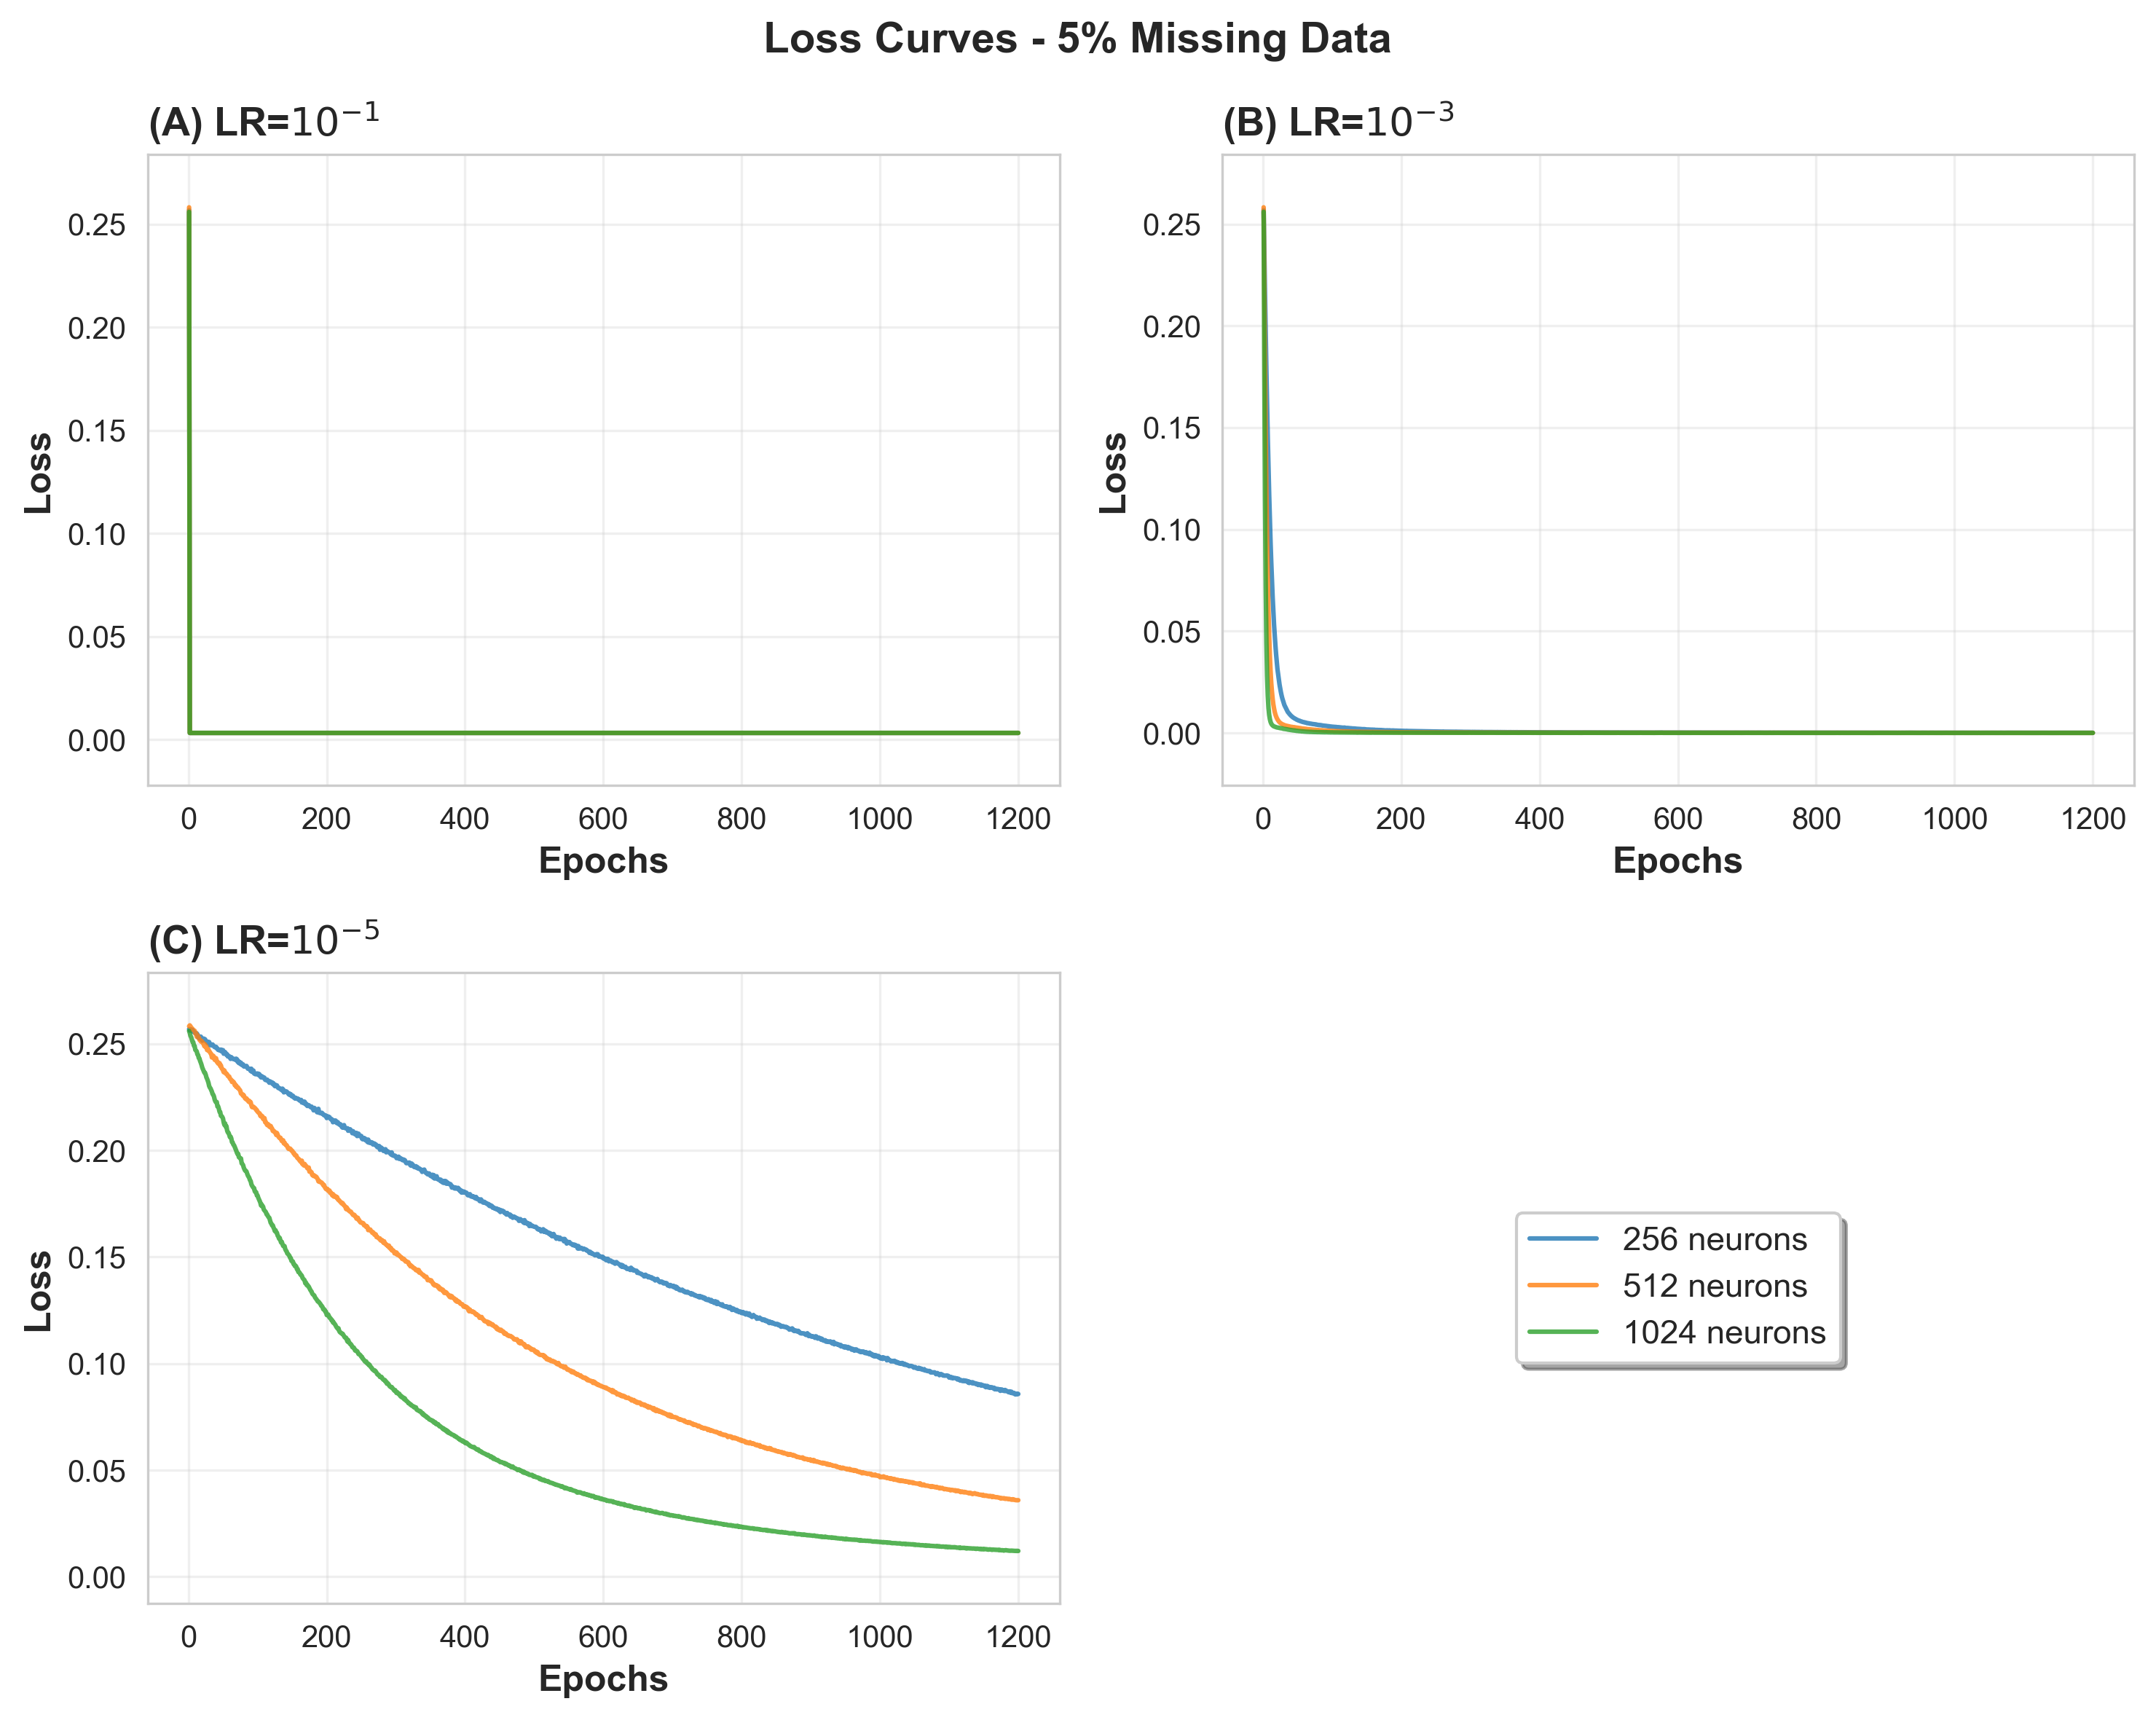 Loss Curves - 5% Missing Data
(A) LR=10⁻¹
0.25
0.20
0.15
0.10
0.05
0.00
Loss
0 200 400 600 800 1000 1200
Epochs
(B) LR=10⁻³
0.25
0.20
0.15
0.10
0.05
0.00
Loss
0 200 400 600 800 1000 1200
Epochs
(C) LR=10⁻⁵
0.25
0.20
0.15
0.10
0.05
0.00
Loss
0 200 400 600 800 1000 1200
Epochs
256 neurons
512 neurons
1024 neurons